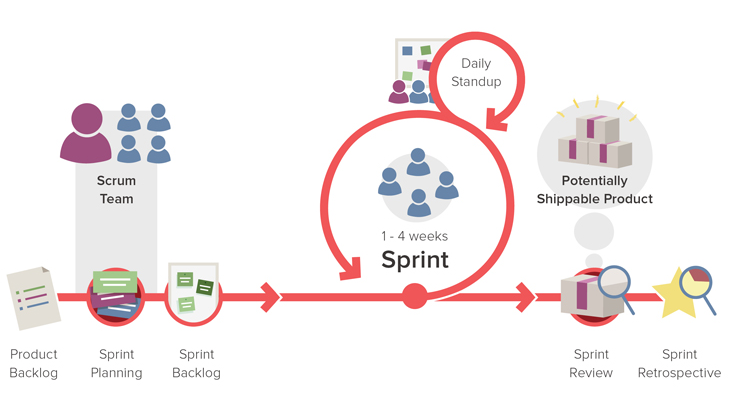 Daily
Standup
Scrum
Team
Potentially
Shippable Product
1 - 4 weeks
Sprint
Product
Backlog
Sprint
Planning
Sprint
Backlog
Sprint
Review
Sprint
Retrospective